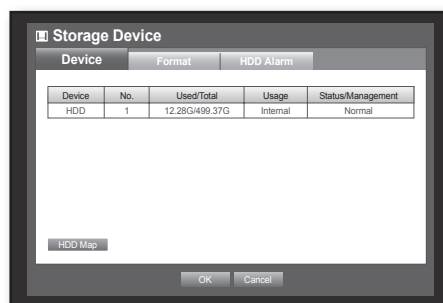 Storage Device
Device Format HDD Alarm
Device No. Used/Total Usage Status/Management
HDD 1 12.28G/499.37G Internal Normal
HDD Map
OK Cancel